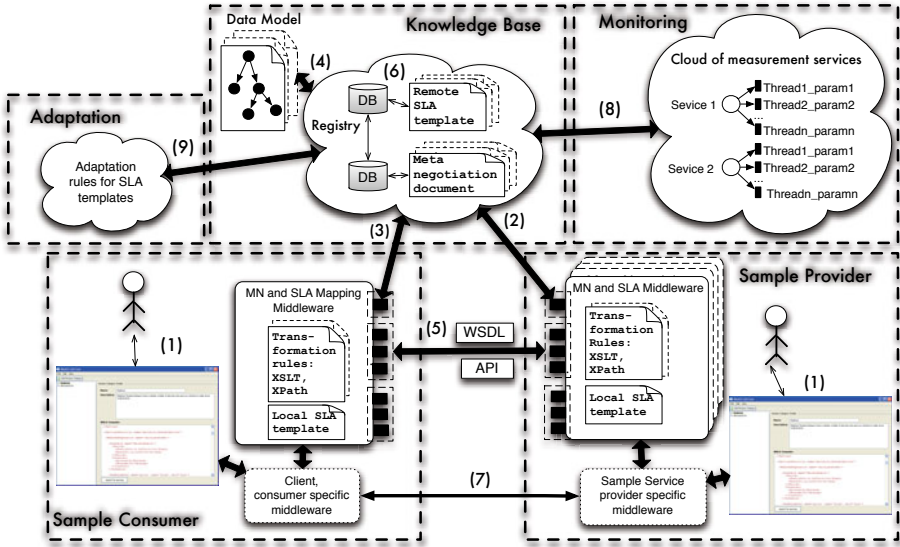 Data Model
Knowledge Base
Monitoring
(4)
(6)
DB
Registry
DB
Remote
SLA
template
Meta
negotiation
document
Cloud of measurement services
Sevice 1
Thread1_param1
Thread2_param2
...
Threadn_paramn
Sevice 2
Thread1_param1
Thread2_param2
...
Threadn_paramn
(8)
Adaptation
(9)
Adaptation
rules for SLA
templates
(3)
(2)
Sample Provider
MN and SLA Mapping
Middleware
Trans-
formation
rules:
XSLT,
XPath
Local SLA
template
(5)
WSDL
API
MN and SLA Middleware
Trans-
formation
Rules:
XSLT,
XPath
Local SLA
template
(1)
(1)
Client,
consumer specific
middleware
(7)
Sample Service
provider specific
middleware
Sample Consumer